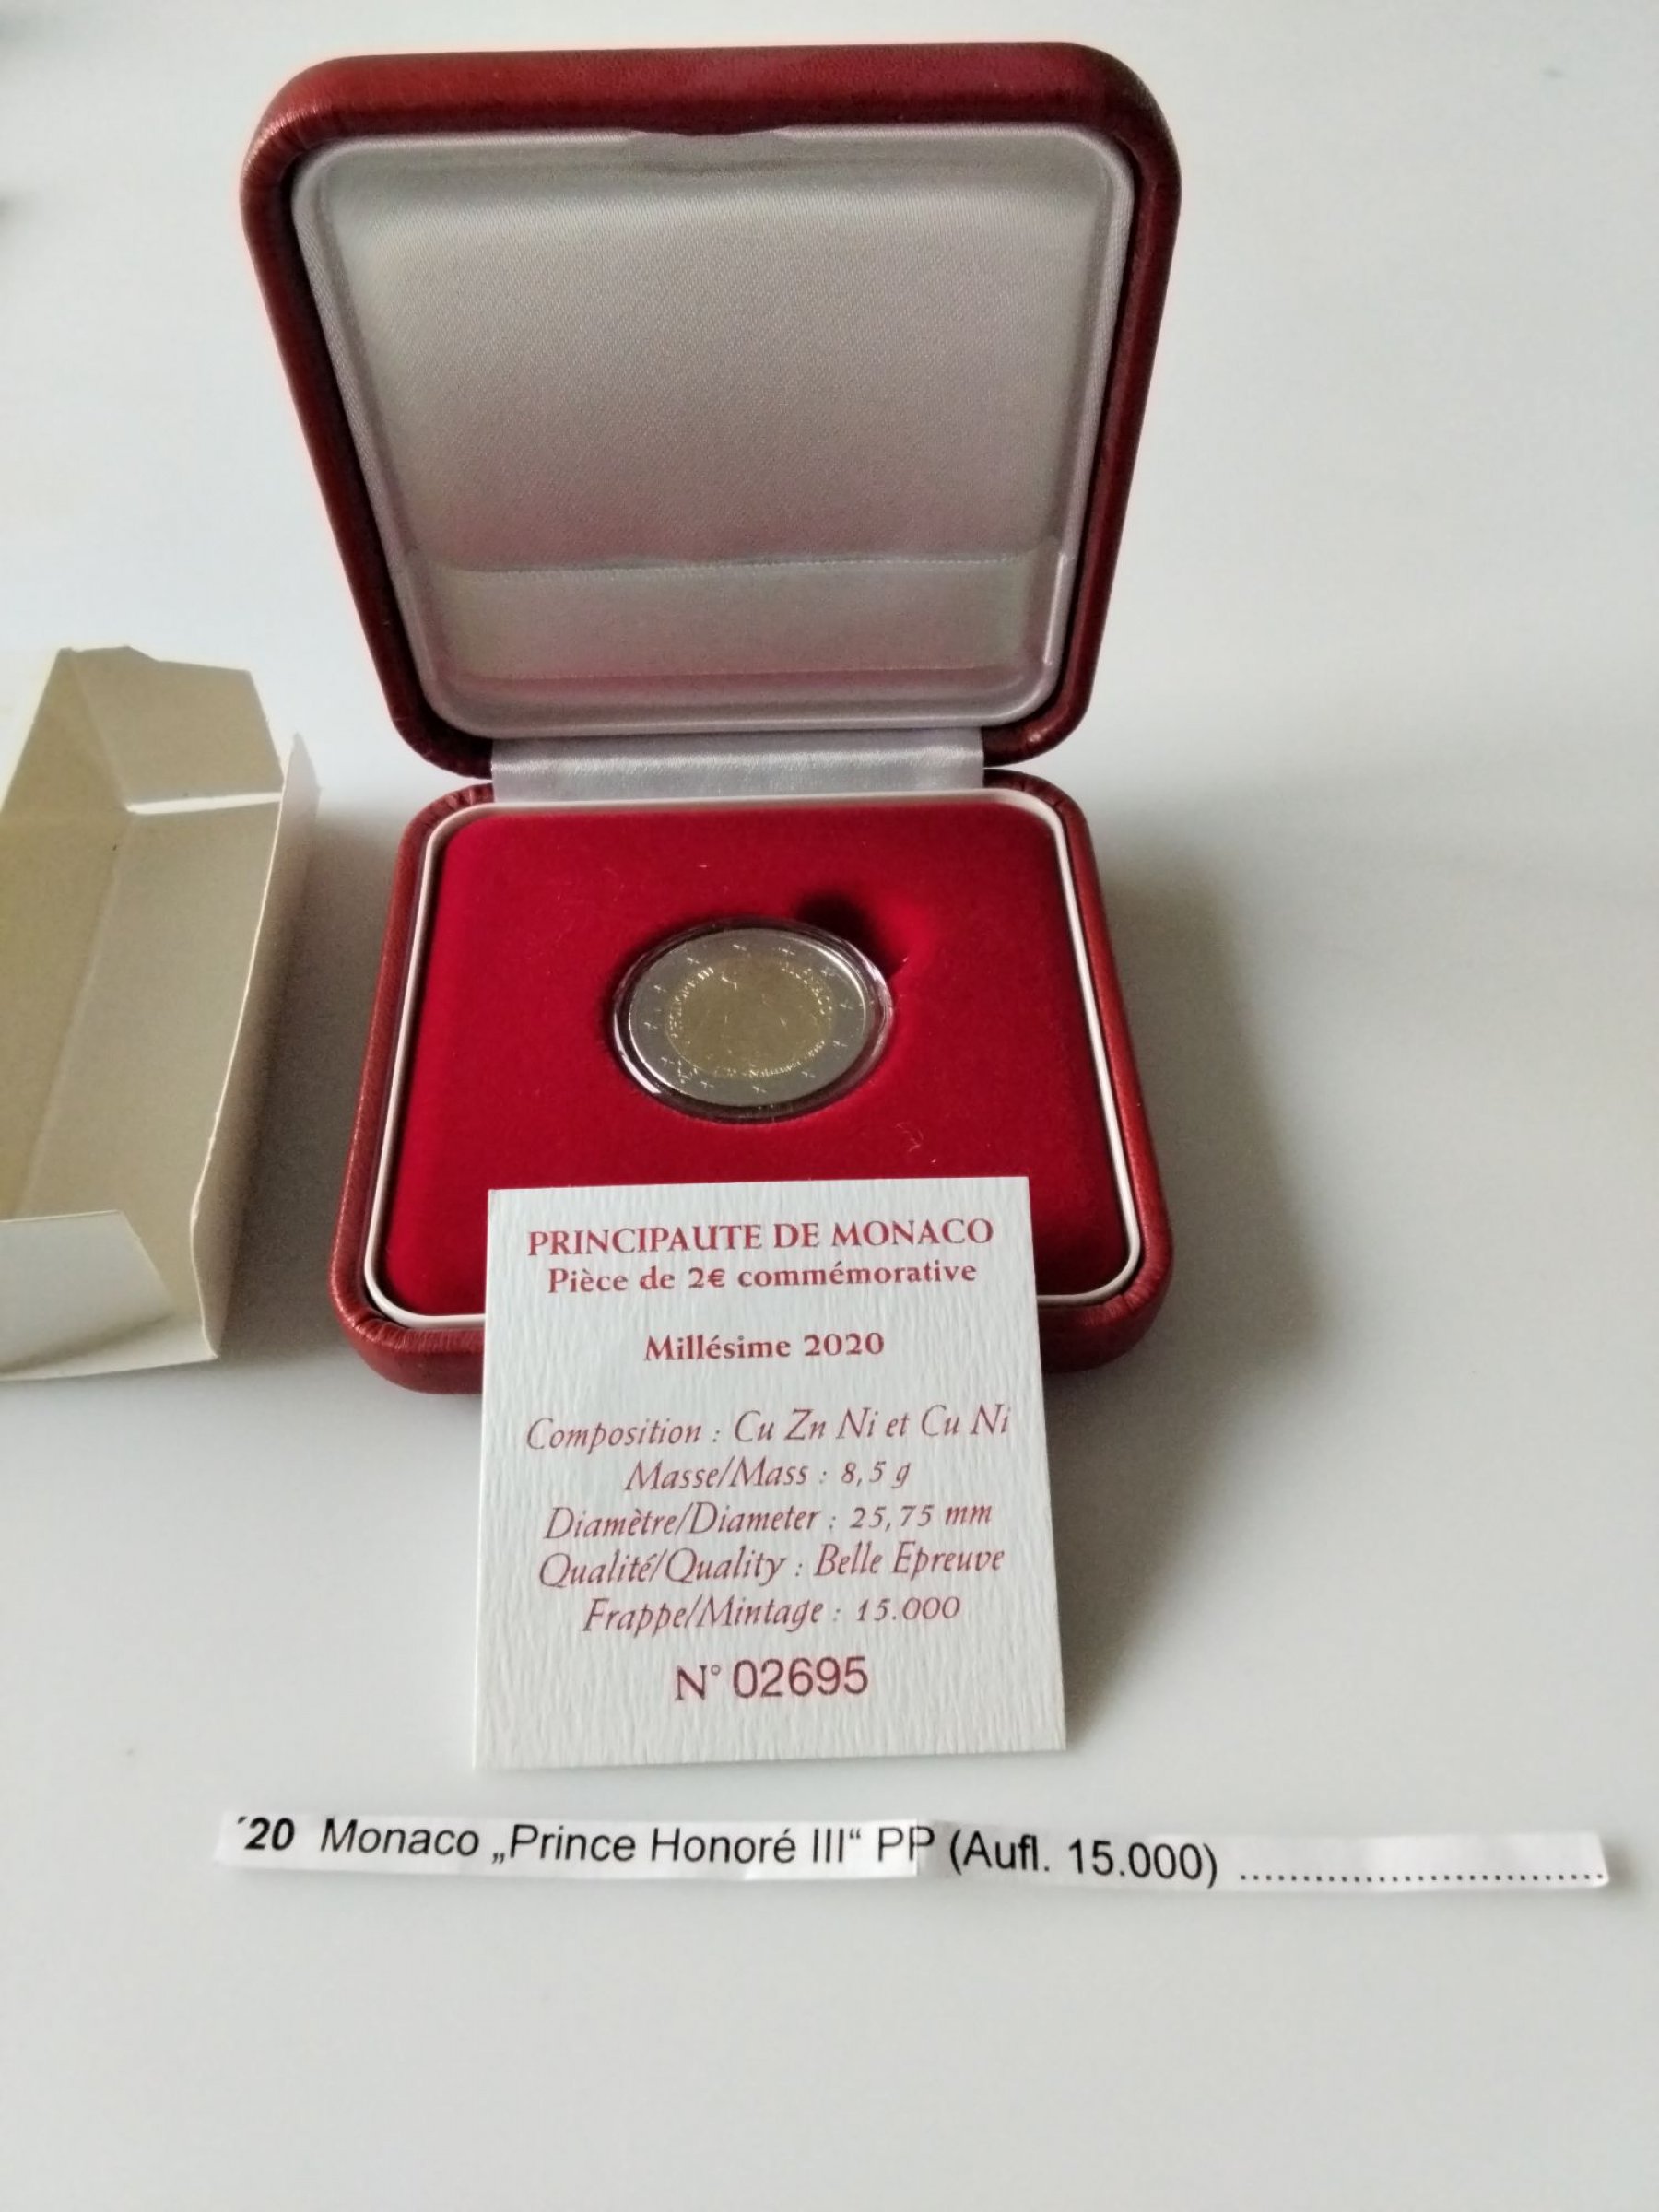 HONORÉ III
PRINCIPAUTE DE MONACO
Pièce de 2€ commémorative
Millésime 2020
Composition : Cu Zn Ni et Cu Ni
Masse/Mass : 8,5 g
Diamètre/Diameter : 25,75 mm
Qualité/Quality : Belle Epreuve
Frappe/Mintage : 15.000
N° 02695
´20 Monaco „Prince Honoré III“ PP (Aufl. 15.000) .............................